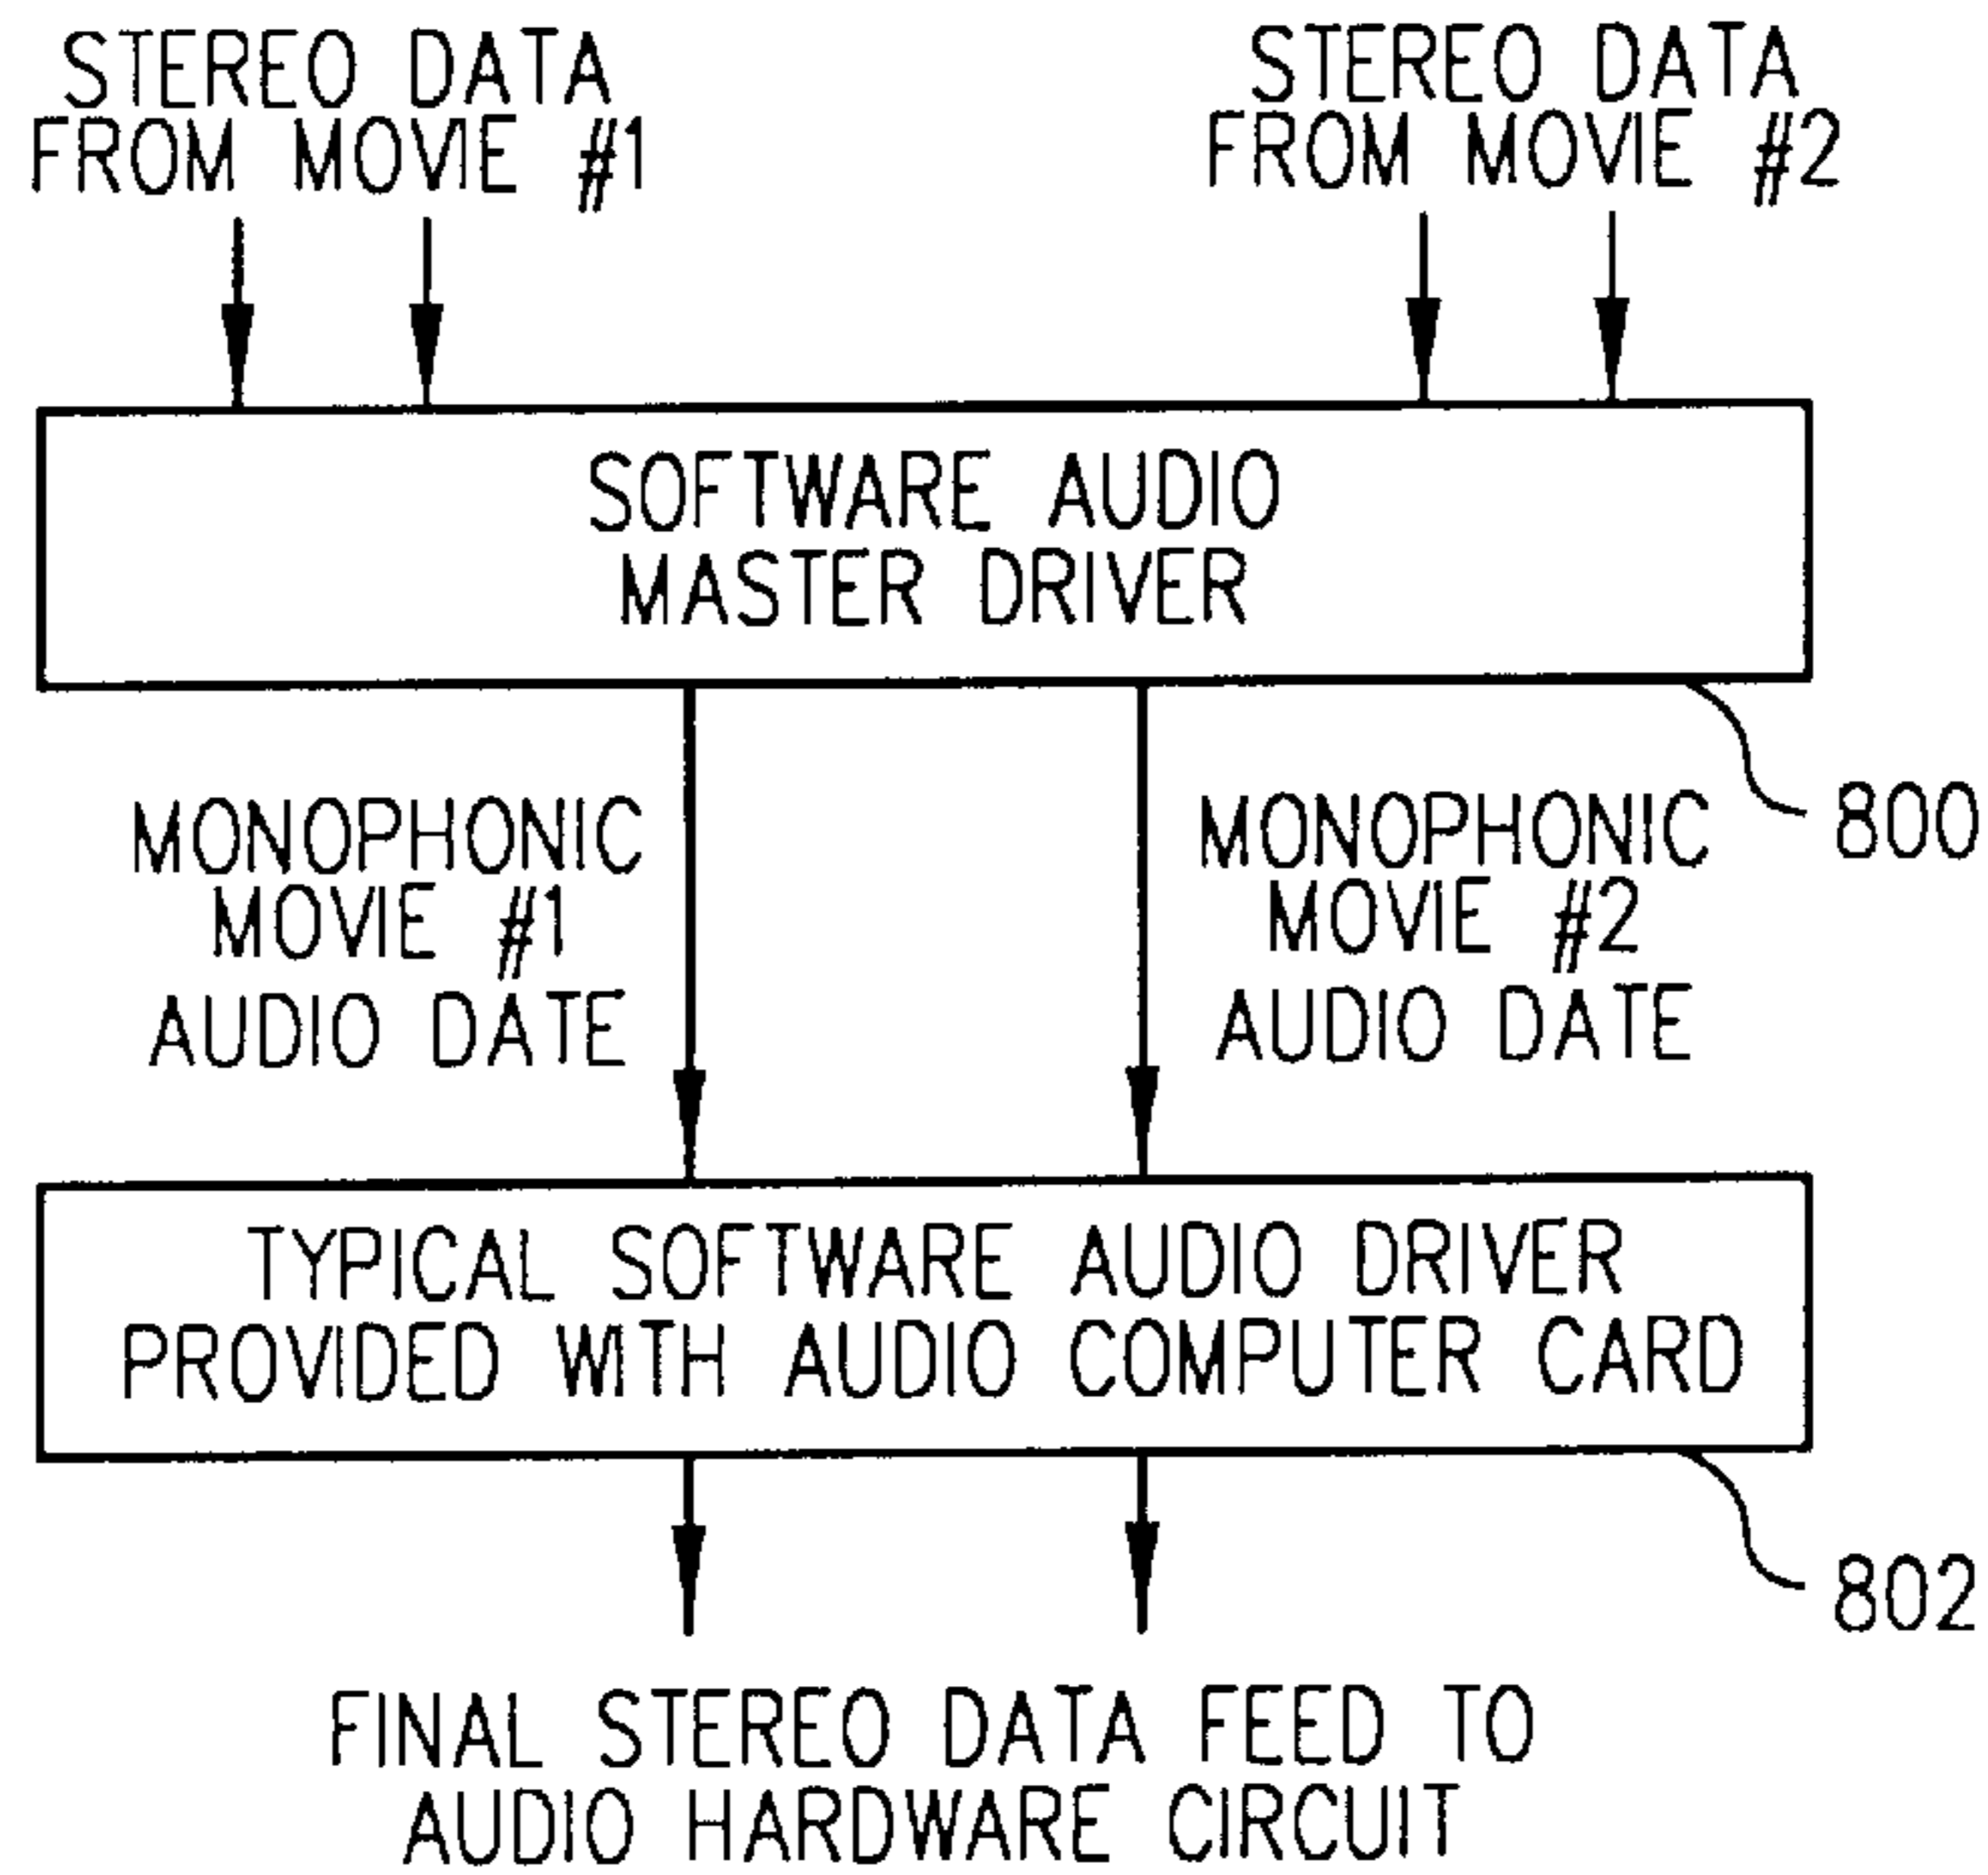 STEREO DATA
FROM MOVIE #1
STEREO DATA
FROM MOVIE #2
SOFTWARE AUDIO
MASTER DRIVER
800
MONOPHONIC
MOVIE #1
AUDIO DATE
MONOPHONIC
MOVIE #2
AUDIO DATE
TYPICAL SOFTWARE AUDIO DRIVER
PROVIDED WITH AUDIO COMPUTER CARD
802
FINAL STEREO DATA FEED TO
AUDIO HARDWARE CIRCUIT